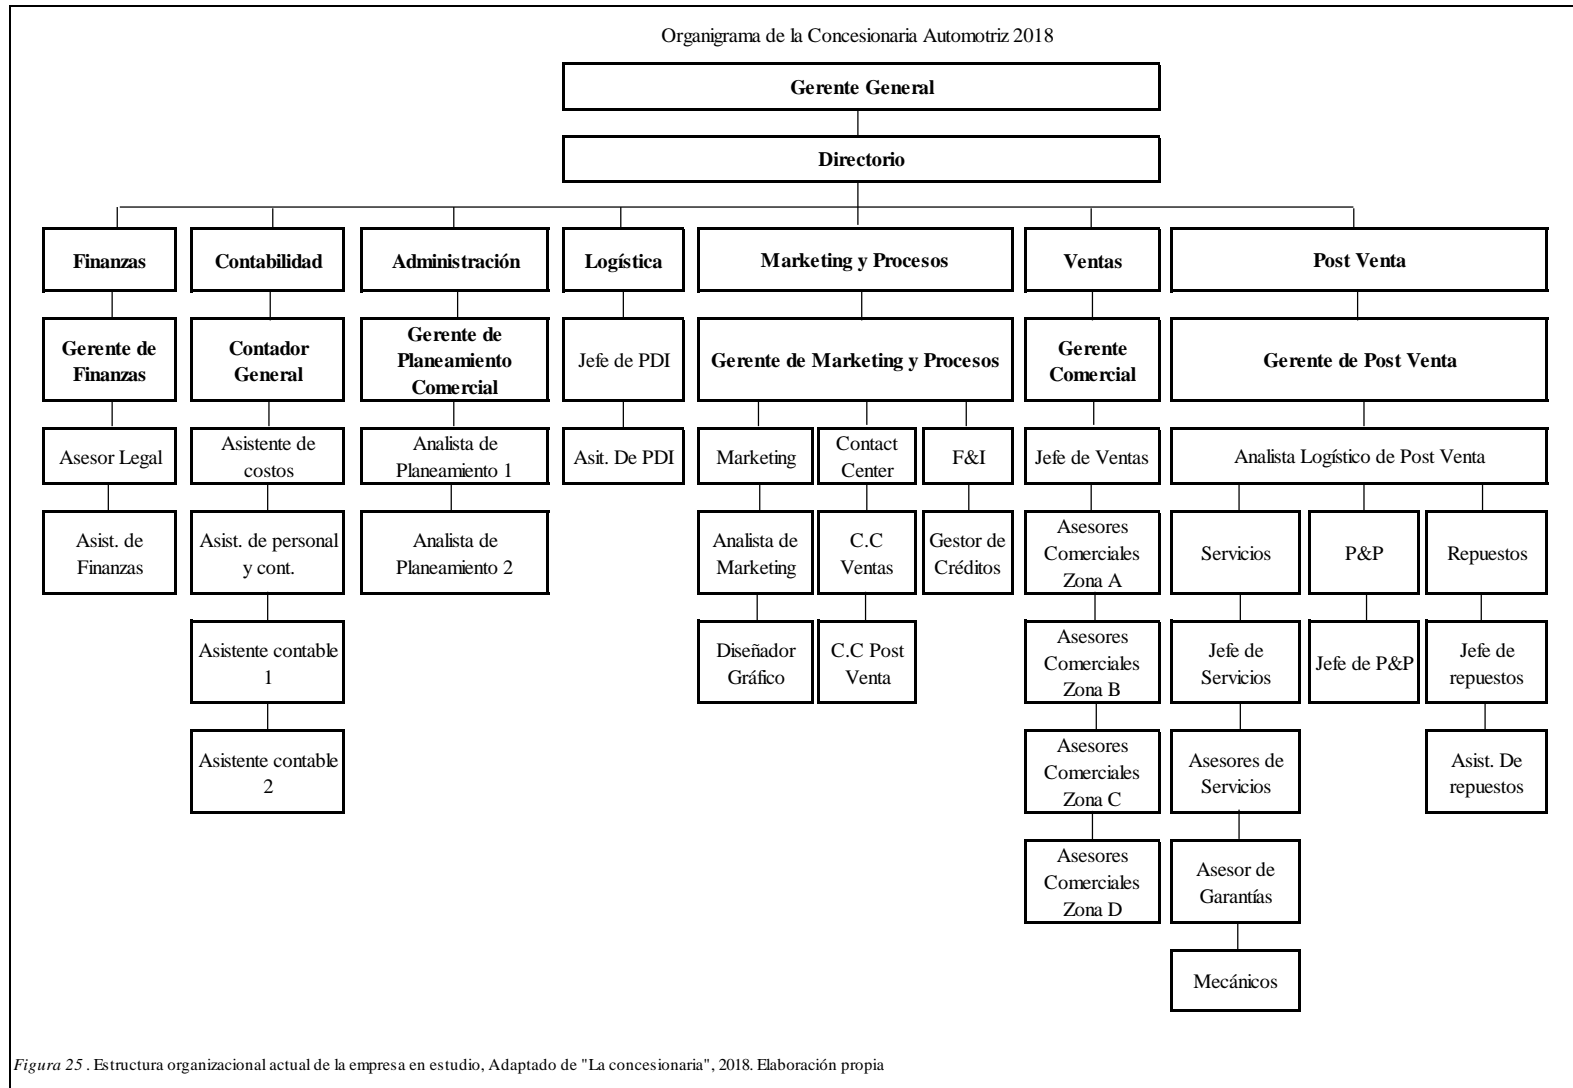 Organigrama de la Concesionaria Automotriz 2018
Gerente General
Directorio
Finanzas
Contabilidad
Administración
Logística
Marketing y Procesos
Ventas
Post Venta
Gerente de
Finanzas
Contador
General
Gerente de
Planeamiento
Comercial
Jefe de PDI
Gerente de Marketing y Procesos
Gerente
Comercial
Gerente de Post Venta
Asesor Legal
Asistente de
costos
Analista de
Planeamiento 1
Asit. De PDI
Marketing
Contact
Center
F&I
Jefe de Ventas
Analista Logístico de Post Venta
Asist. de
Finanzas
Asist. de personal
y cont.
Analista de
Planeamiento 2
Analista de
Marketing
C.C
Ventas
Gestor de
Créditos
Asesores
Comerciales
Zona A
Servicios
P&P
Repuestos
Asistente contable
1
Diseñador
Gráfico
C.C Post
Venta
Asesores
Comerciales
Zona B
Jefe de
Servicios
Jefe de P&P
Jefe de
repuestos
Asistente contable
2
Asesores
Comerciales
Zona C
Asesores de
Servicios
Asist. De
repuestos
Asesores
Comerciales
Zona D
Asesor de
Garantías
Mecánicos
Figura 25 . Estructura organizacional actual de la empresa en estudio, Adaptado de "La concesionaria", 2018. Elaboración propia